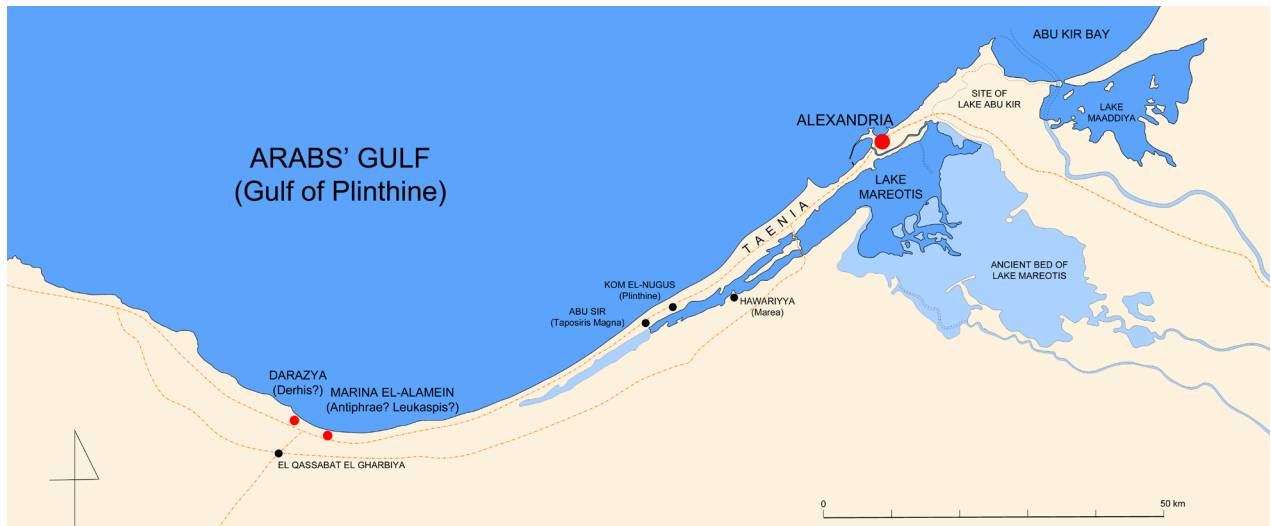 ABU KIR BAY
SITE OF
LAKE ABU KIR
LAKE
MAADDIYA
ALEXANDRIA
ARABS' GULF
(Gulf of Plinthine)
LAKE
MAREOTIS
TAENIA
ANCIENT BED OF
LAKE MAREOTIS
KOM EL-NUGUS
(Plinthine)
HAWARIYYA
(Marea)
ABU SIR
(Taposiris Magna)
DARAZYA
(Derhis?)
MARINA EL-ALAMEIN
(Antiphrae? Leukaspis?)
EL QASSABAT EL GHARBIYA
0 50 km